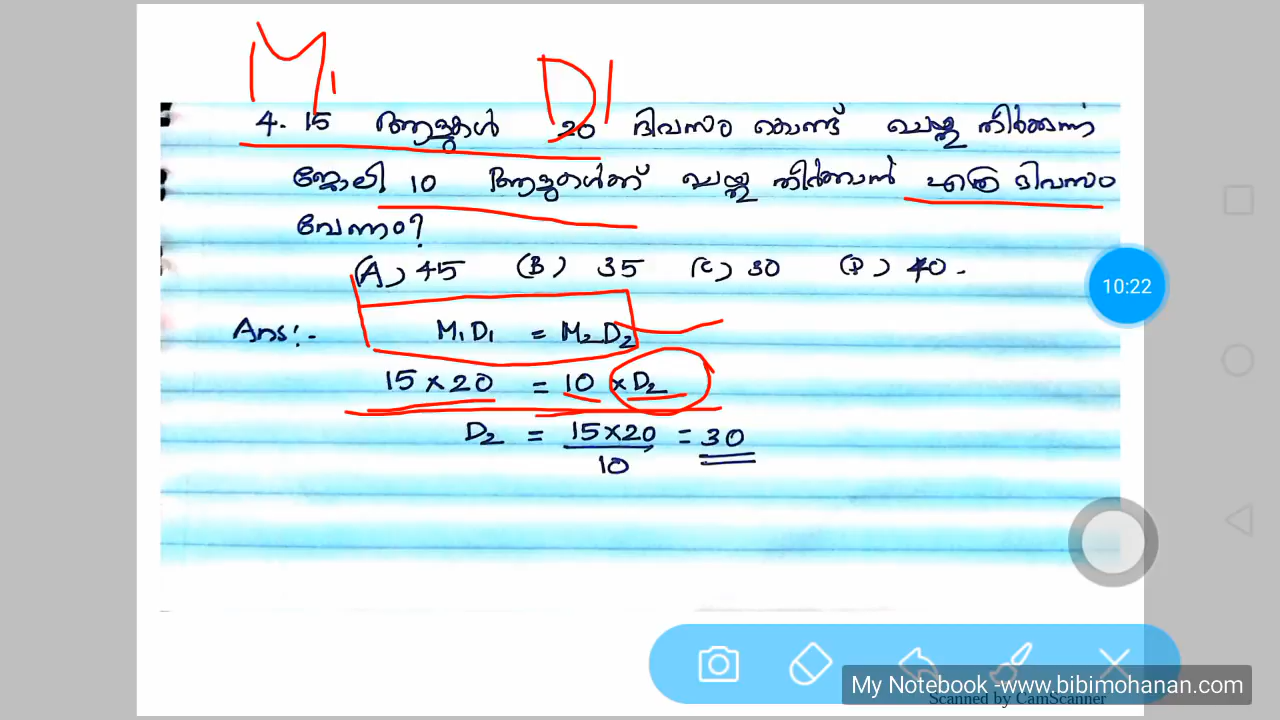 M1 D1
4. 15 ആളുകൾ 20 ദിവസം കൊണ്ട് ചെയ്തു തീർക്കുന്ന
ജോലി 10 ആളുകൾക്ക് ചെയ്തു തീർക്കാൻ എത്ര ദിവസം
വേണം?
(A) 45 (B) 35 (C) 30 (D) 40.
Ans:- M₁D₁ = M₂D₂
15 × 20 = 10 × D₂
D₂ = 15×20 = 30
10
10:22
My Notebook -www.bibimohanan.com
Scanned by CamScanner